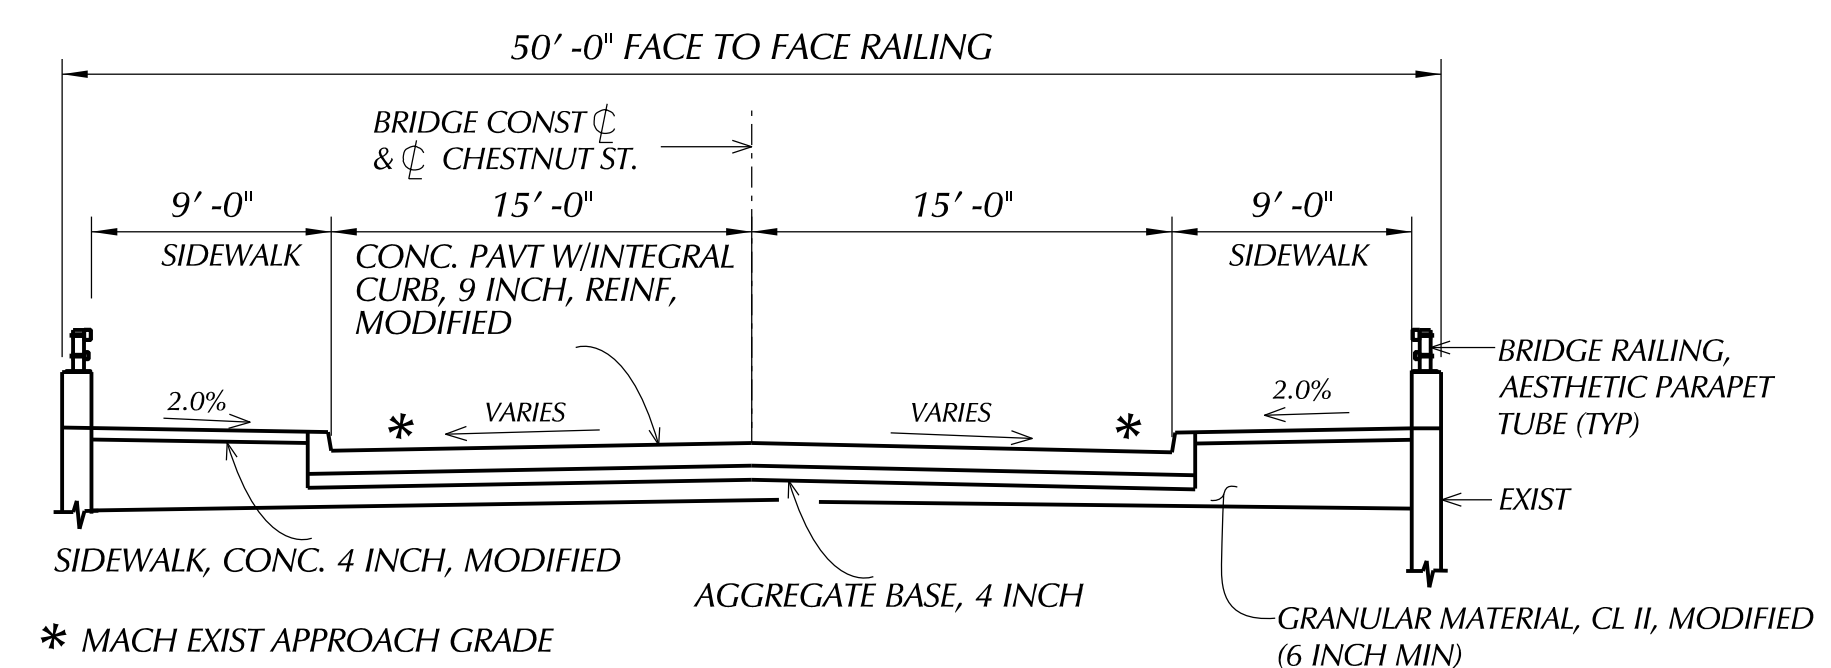 50' -0" FACE TO FACE RAILING
BRIDGE CONST ℄
& ℄ CHESTNUT ST.
9' -0"
15' -0"
15' -0"
9' -0"
SIDEWALK
CONC. PAVT W/INTEGRAL
CURB, 9 INCH, REINF,
MODIFIED
SIDEWALK
BRIDGE RAILING,
AESTHETIC PARAPET
TUBE (TYP)
2.0%
* VARIES
VARIES *
2.0%
EXIST
SIDEWALK, CONC. 4 INCH, MODIFIED
AGGREGATE BASE, 4 INCH
GRANULAR MATERIAL, CL II, MODIFIED
(6 INCH MIN)
* MACH EXIST APPROACH GRADE